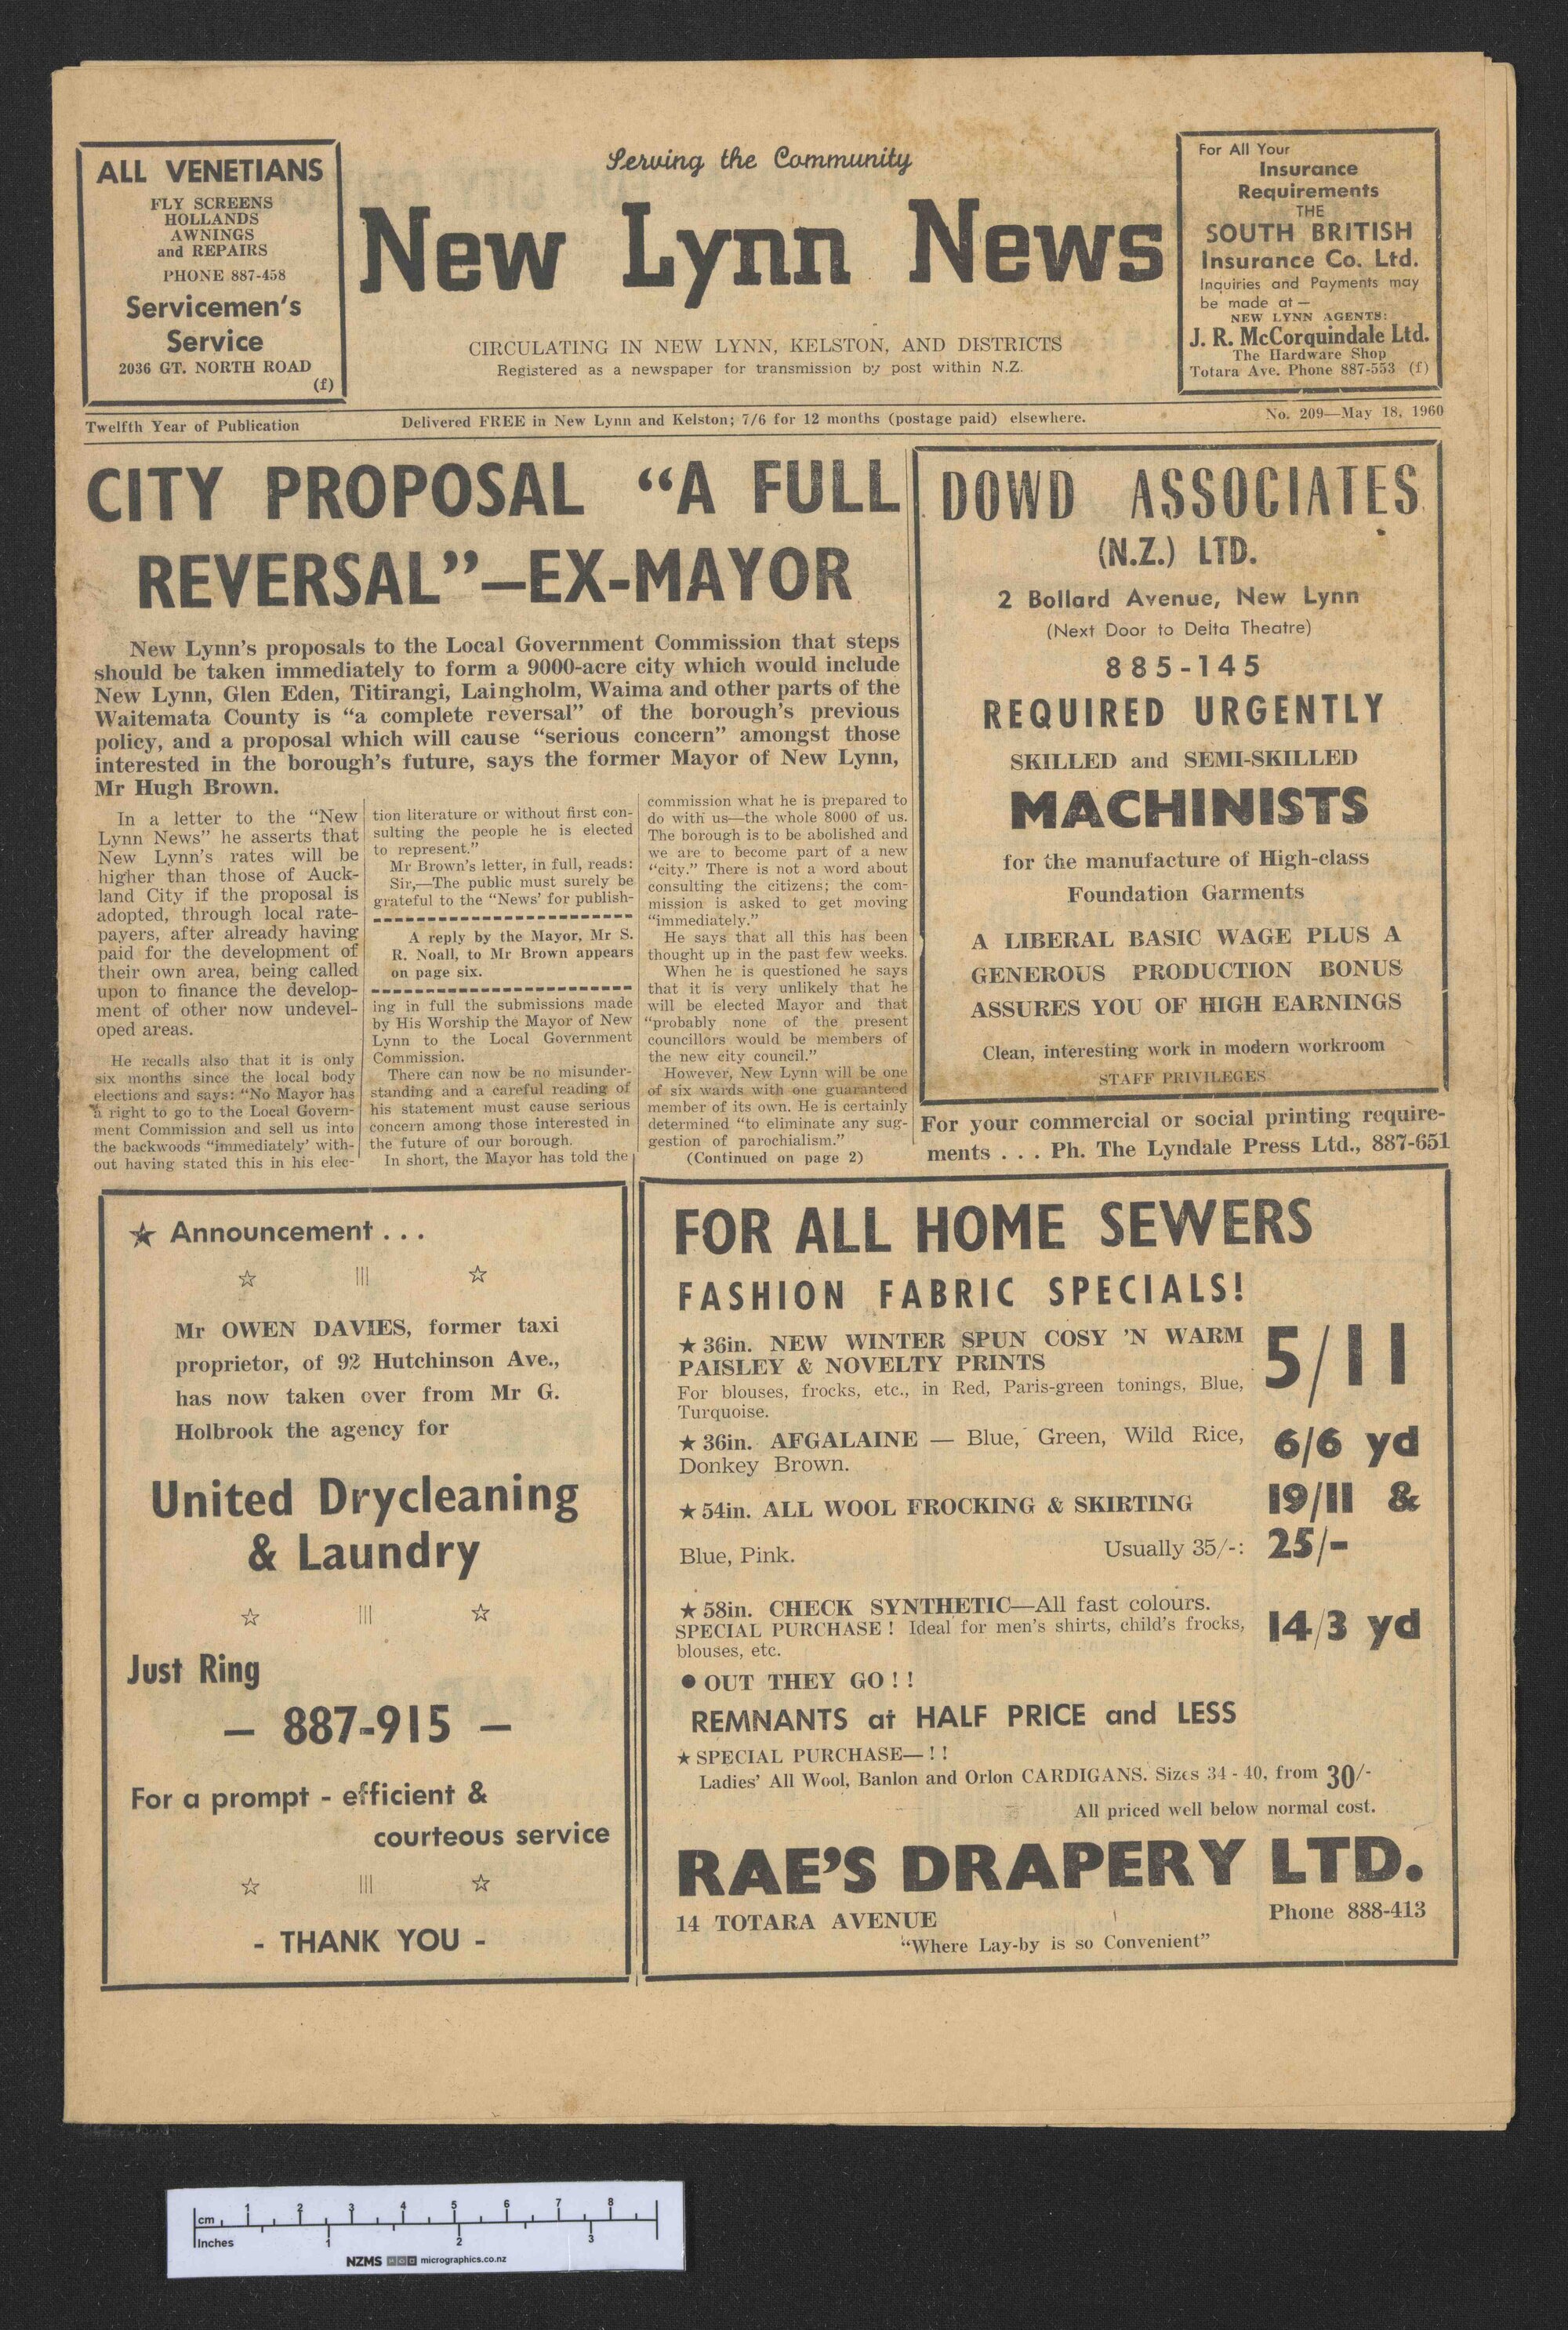 ALL VENETIANS
FLY SCREENS
HOLLANDS
AWNINGS
and REPAIRS
PHONE 887-458
Servicemen's
Service
2036 GT. NORTH ROAD
(f)
Serving the Community
New Lynn News
CIRCULATING IN NEW LYNN, KELSTON, AND DISTRICTS
Registered as a newspaper for transmission by post within N.Z.
For All Your
Insurance
Requirements
THE
SOUTH BRITISH
Insurance Co. Ltd.
Inquiries and Payments may
be made at —
NEW LYNN AGENTS:
J. R. McCorquindale Ltd.
The Hardware Shop
Totara Ave. Phone 887-553 (f)
Twelfth Year of Publication
Delivered FREE in New Lynn and Kelston; 7/6 for 12 months (postage paid) elsewhere.
No. 209—May 18, 1960
CITY PROPOSAL “A FULL
REVERSAL”—EX-MAYOR
New Lynn's proposals to the Local Government Commission that steps
should be taken immediately to form a 9000-acre city which would include
New Lynn, Glen Eden, Titirangi, Laingholm, Waima and other parts of the
Waitemata County is “a complete reversal” of the borough's previous
policy, and a proposal which will cause “serious concern” amongst those
interested in the borough's future, says the former Mayor of New Lynn,
Mr Hugh Brown.
In a letter to the “New
Lynn News” he asserts that
New Lynn's rates will be
higher than those of Auck-
land City if the proposal is
adopted, through local rate-
payers, after already having
paid for the development of
their own area, being called
upon to finance the develop-
ment of other now undevel-
oped areas.
He recalls also that it is only
six months since the local body
elections and says: “No Mayor has
a right to go to the Local Govern-
ment Commission and sell us into
the backwoods “immediately' with-
out having stated this in his elec-
tion literature or without first con-
sulting the people he is elected
to represent.”
Mr Brown's letter, in full, reads:
Sir,—The public must surely be
grateful to the “News' for publish-
A reply by the Mayor, Mr S.
R. Noall, to Mr Brown appears
on page six.
ing in full the submissions made
by His Worship the Mayor of New
Lynn to the Local Government
Commission.
There can now be no misunder-
standing and a careful reading of
his statement must cause serious
concern among those interested in
the future of our borough.
In short, the Mayor has told the
commission what he is prepared to
do with us—the whole 8000 of us.
The borough is to be abolished and
we are to become part of a new
“city.” There is not a word about
consulting the citizens; the com-
mission is asked to get moving
“immediately.”
He says that all this has been
thought up in the past few weeks.
When he is questioned he says
that it is very unlikely that he
will be elected Mayor and that
“probably none of the present
councillors would be members of
the new city council.”
However, New Lynn will be one
of six wards with one guaranteed
member of its own. He is certainly
determined “to eliminate any sug-
gestion of parochialism.”
(Continued on page 2)
DOWD ASSOCIATES
(N.Z.) LTD.
2 Bollard Avenue, New Lynn
(Next Door to Delta Theatre)
885-145
REQUIRED URGENTLY
SKILLED and SEMI-SKILLED
MACHINISTS
for the manufacture of High-class
Foundation Garments
A LIBERAL BASIC WAGE PLUS A
GENEROUS PRODUCTION BONUS
ASSURES YOU OF HIGH EARNINGS
Clean, interesting work in modern workroom
STAFF PRIVILEGES
For your commercial or social printing require-
ments . . . Ph. The Lyndale Press Ltd., 887-651
★ Announcement . . .
Mr OWEN DAVIES, former taxi
proprietor, of 92 Hutchinson Ave.,
has now taken over from Mr G.
Holbrook the agency for
United Drycleaning
& Laundry
Just Ring
— 887-915 —
For a prompt - efficient &
courteous service
- THANK YOU -
FOR ALL HOME SEWERS
FASHION FABRIC SPECIALS!
★ 36in. NEW WINTER SPUN COSY 'N WARM
PAISLEY & NOVELTY PRINTS
For blouses, frocks, etc., in Red, Paris-green tonings, Blue,
Turquoise.
5/11
★ 36in. AFGALAINE — Blue, Green, Wild Rice,
Donkey Brown.
6/6 yd
★ 54in. ALL WOOL FROCKING & SKIRTING
19/11 &
Blue, Pink. Usually 35/-: 25/-
★ 58in. CHECK SYNTHETIC—All fast colours.
SPECIAL PURCHASE ! Ideal for men's shirts, child's frocks,
blouses, etc.
14/3 yd
● OUT THEY GO ! !
REMNANTS at HALF PRICE and LESS
★ SPECIAL PURCHASE— ! !
Ladies' All Wool, Banlon and Orlon CARDIGANS. Sizes 34 - 40, from 30/-
All priced well below normal cost.
RAE'S DRAPERY LTD.
14 TOTARA AVENUE
Phone 888-413
“Where Lay-by is so Convenient”
cm 1 2 3 4 5 6 7 8
Inches 1 2 3
NZMS micrographics.co.nz